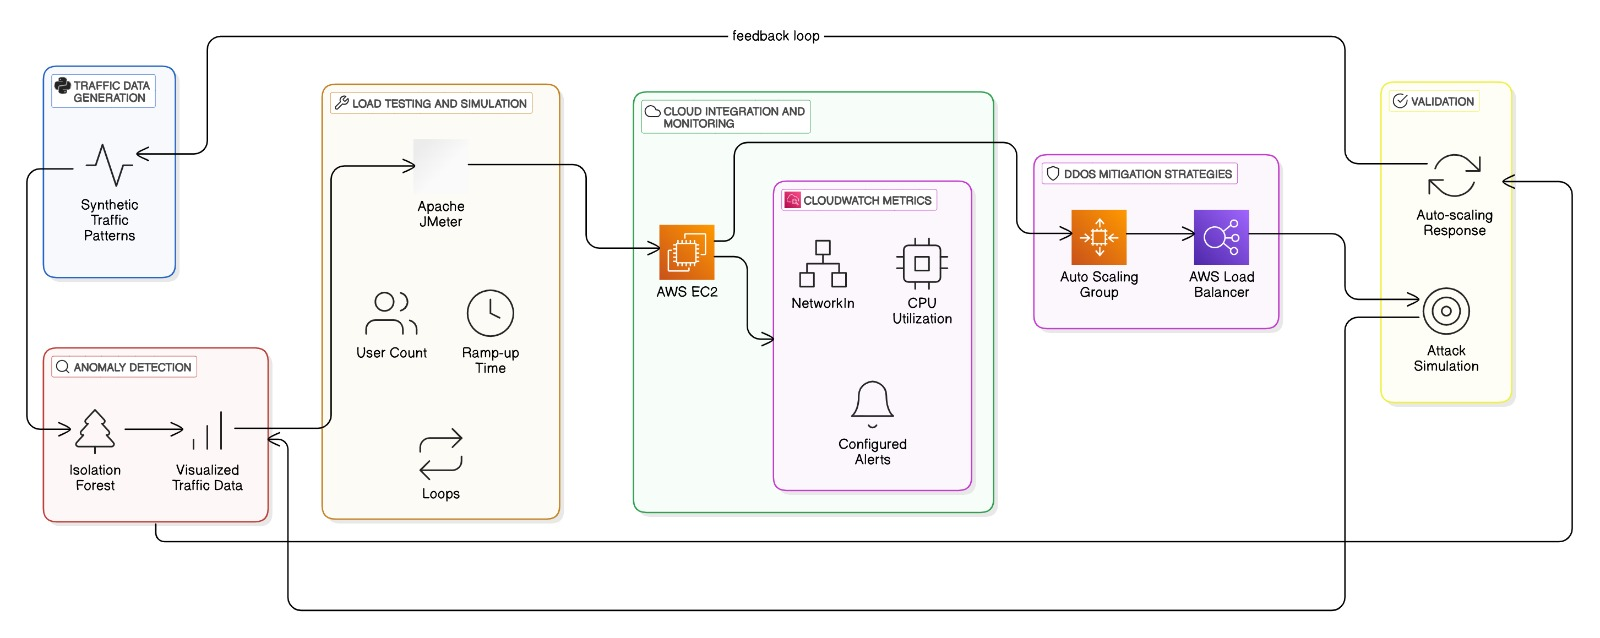 feedback loop
TRAFFIC DATA
GENERATION
Synthetic
Traffic
Patterns
ANOMALY DETECTION
Isolation
Forest
Visualized
Traffic Data
LOAD TESTING AND SIMULATION
Apache
JMeter
User Count
Ramp-up
Time
Loops
CLOUD INTEGRATION AND
MONITORING
AWS EC2
CLOUDWATCH METRICS
NetworkIn
CPU
Utilization
Configured
Alerts
DDOS MITIGATION STRATEGIES
Auto Scaling
Group
AWS Load
Balancer
VALIDATION
Auto-scaling
Response
Attack
Simulation